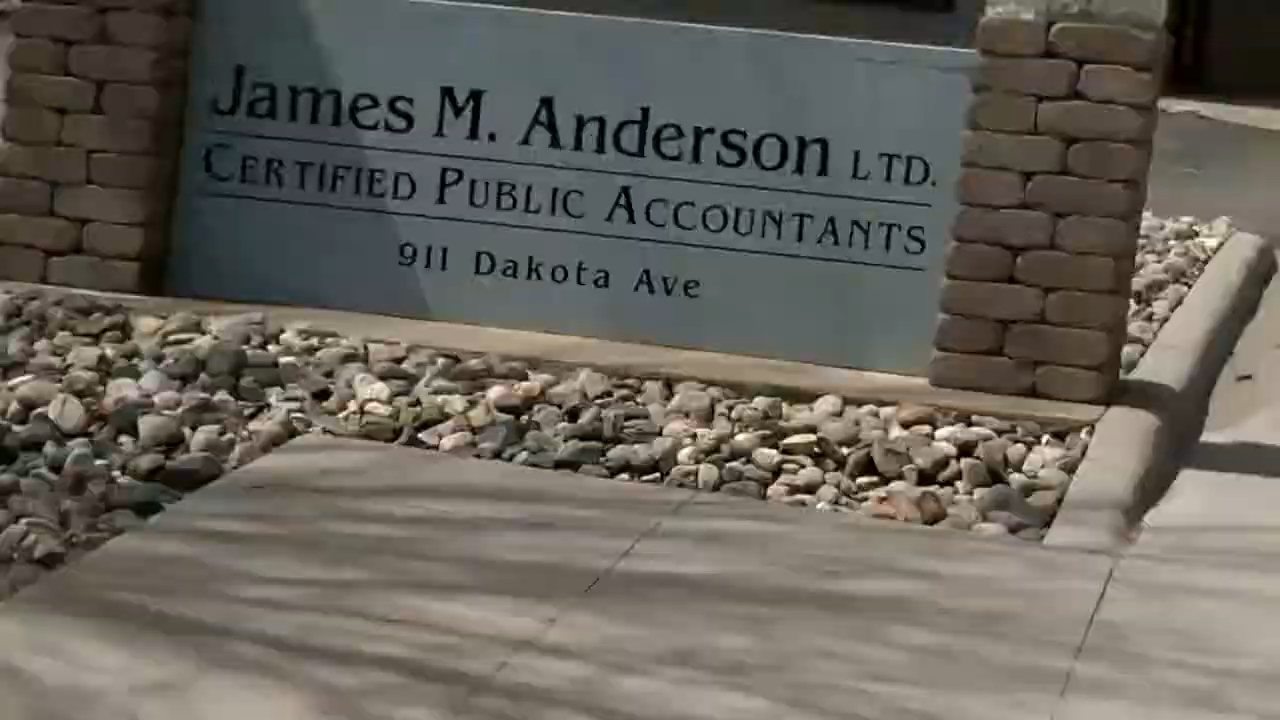 James M. Anderson LTD.
CERTIFIED PUBLIC ACCOUNTANTS
911 Dakota Ave